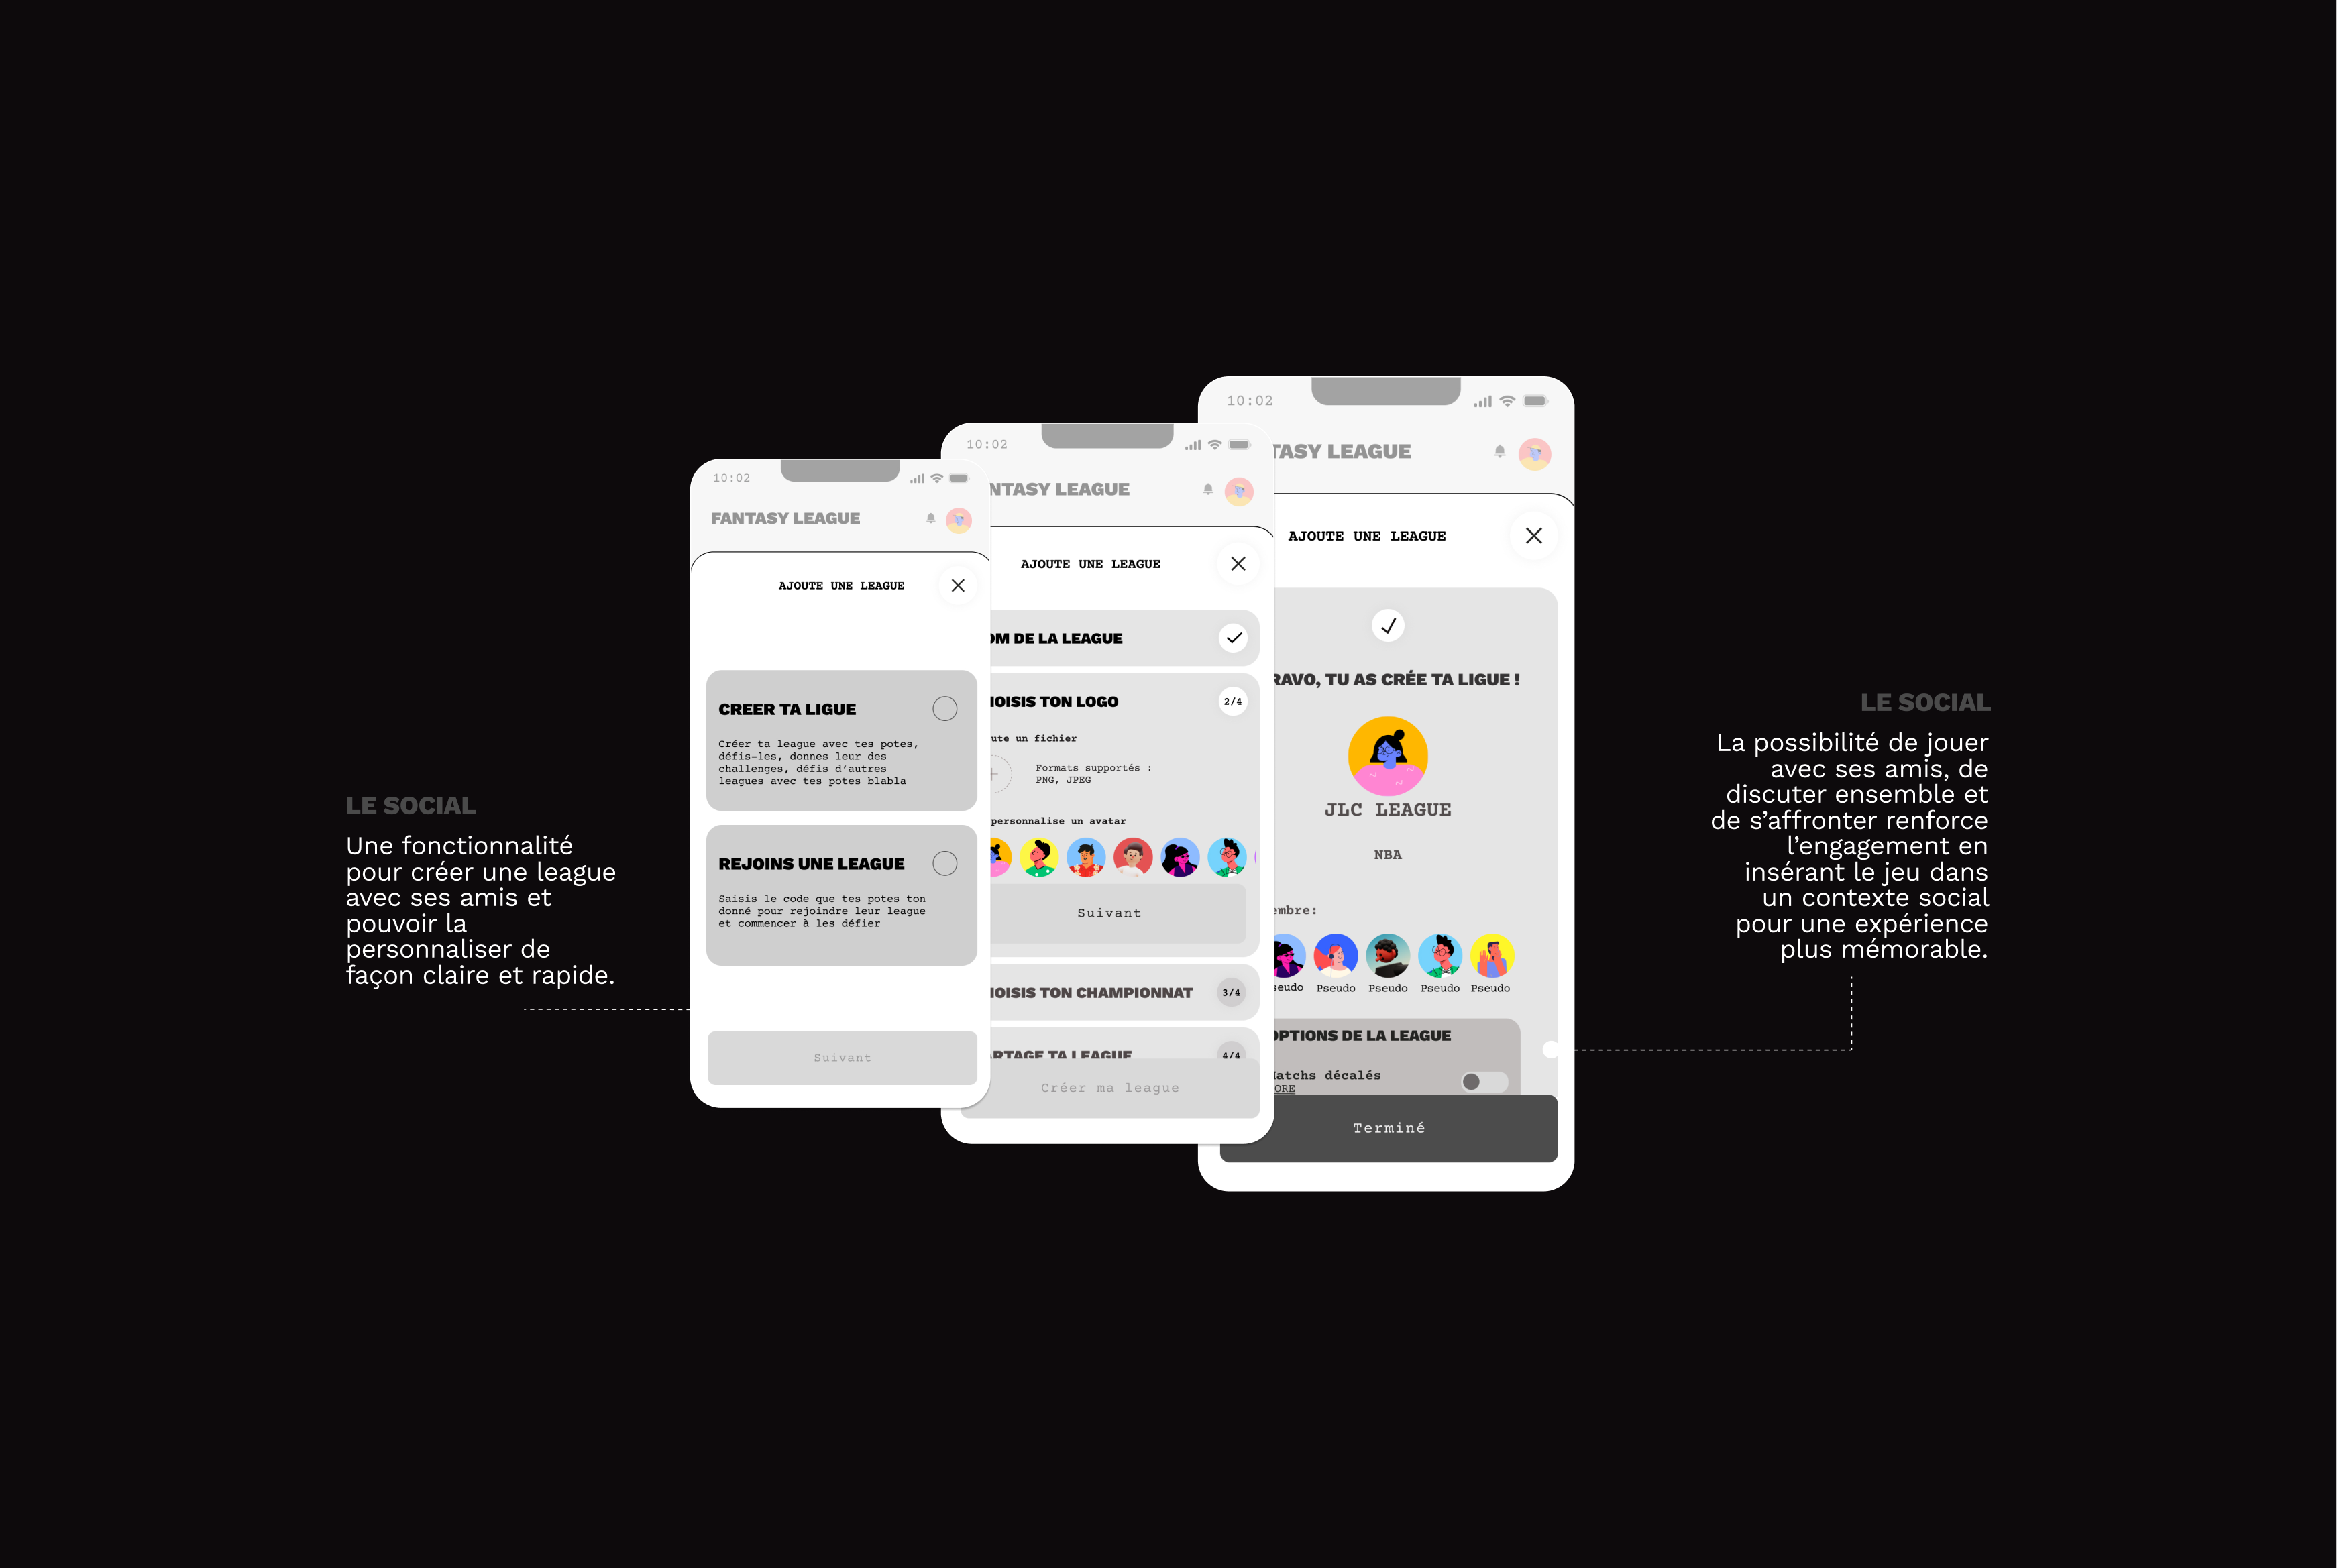 LE SOCIAL
Une fonctionnalité
pour créer une league
avec ses amis et
pouvoir la
personnaliser de
façon claire et rapide.
10:02
FANTASY LEAGUE
AJOUTE UNE LEAGUE
CREER TA LIGUE
Créer ta league avec tes potes,
défis-les, donnes leur des
challenges, défis d’autres
leagues avec tes potes blabla
REJOINS UNE LEAGUE
Saisis le code que tes potes ton
donné pour rejoindre leur league
et commencer à les défier
Suivant
10:02
NTASY LEAGUE
AJOUTE UNE LEAGUE
OM DE LA LEAGUE
OISIS TON LOGO
2/4
ute un fichier
Formats supportés :
PNG, JPEG
personnalise un avatar
Suivant
OISIS TON CHAMPIONNAT
3/4
RTAGE TA LEAGUE
4/4
Créer ma league
10:02
TASY LEAGUE
AJOUTE UNE LEAGUE
RAVO, TU AS CRÉE TA LIGUE !
JLC LEAGUE
NBA
embre:
seudo Pseudo Pseudo Pseudo Pseudo
OPTIONS DE LA LEAGUE
Matchs décalés
ORE
Terminé
LE SOCIAL
La possibilité de jouer
avec ses amis, de
discuter ensemble et
de s’affronter renforce
l’engagement en
insérant le jeu dans
un contexte social
pour une expérience
plus mémorable.